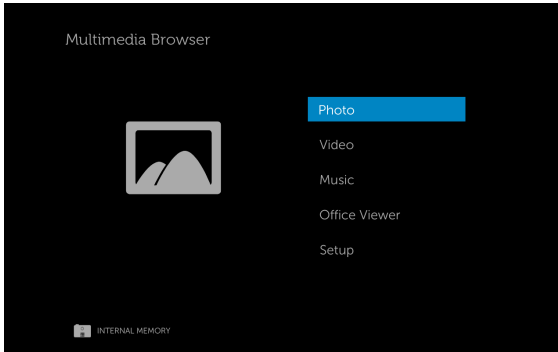 Multimedia Browser
Photo
Video
Music
Office Viewer
Setup
INTERNAL MEMORY